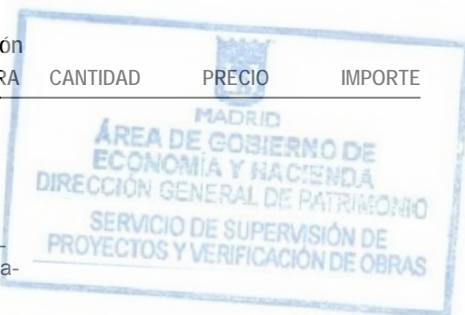 ón
RA CANTIDAD PRECIO IMPORTE
MADRID
ÁREA DE GOBIERNO DE
ECONOMÍA Y HACIENDA
DIRECCIÓN GENERAL DE PATRIMONIO
SERVICIO DE SUPERVISIÓN DE
PROYECTOS Y VERIFICACIÓN DE OBRAS
a-